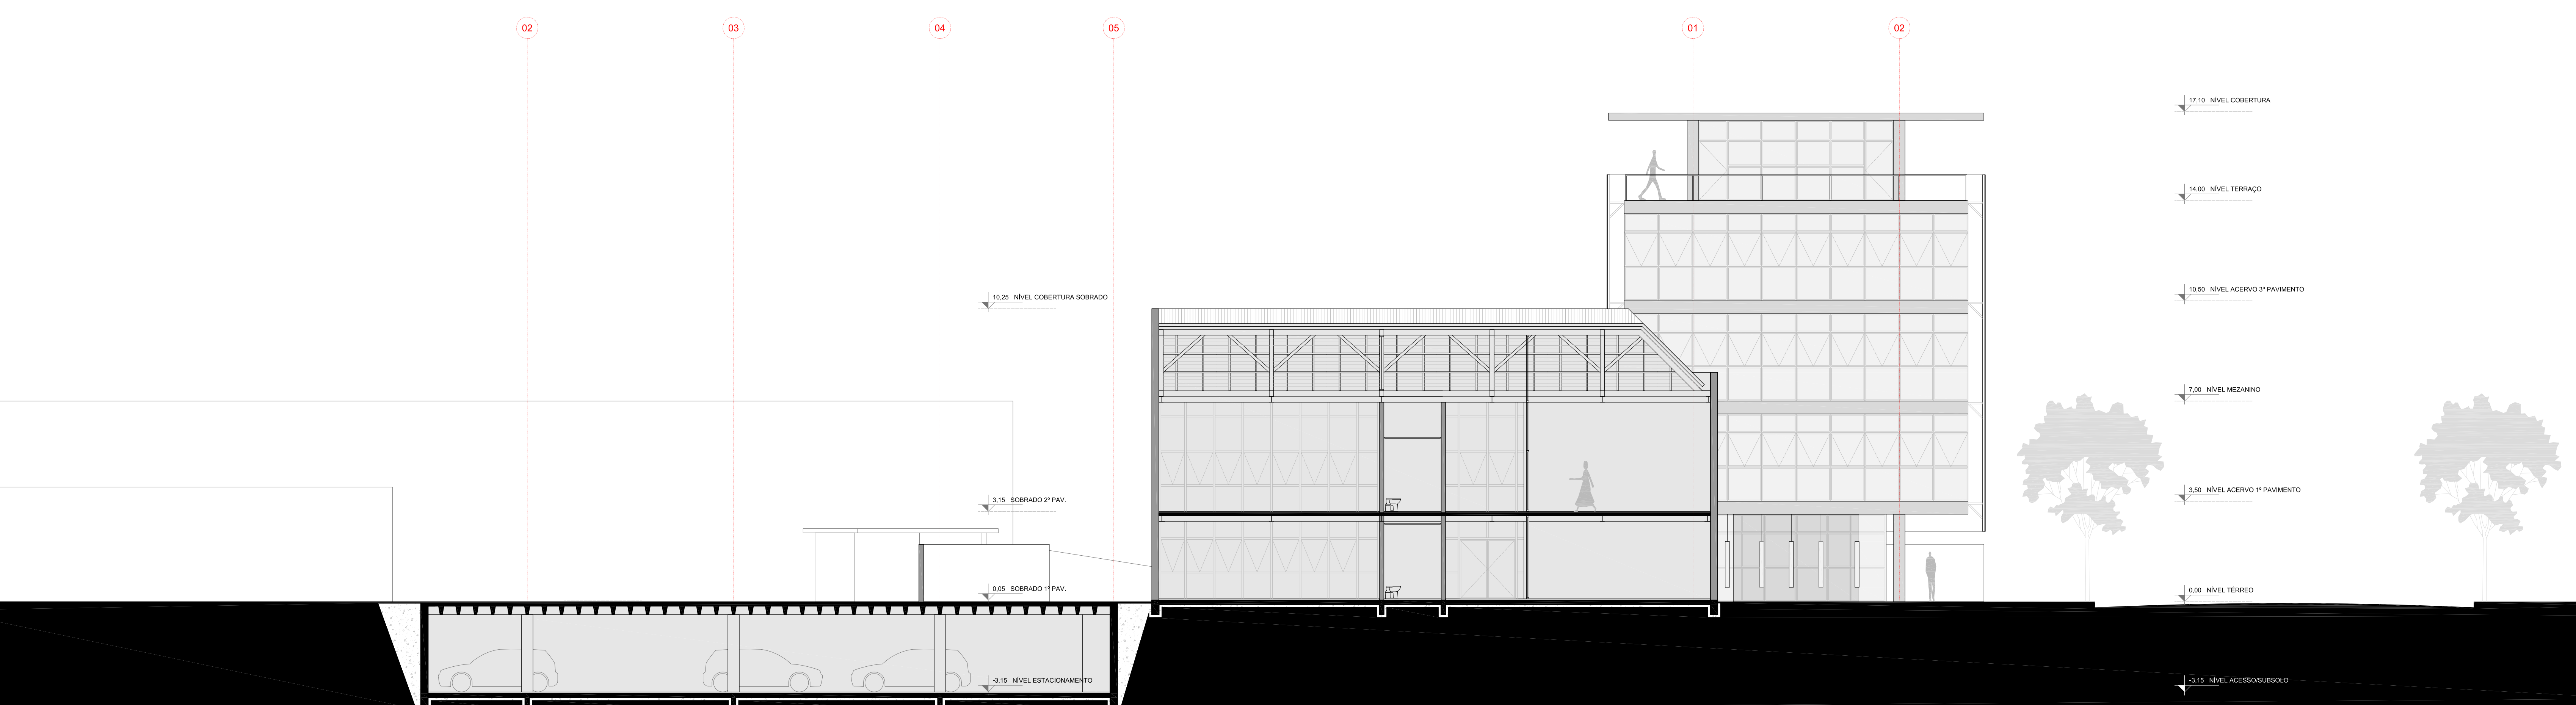 02
03
04
05
01
02
17,10 NÍVEL COBERTURA
14,00 NÍVEL TERRAÇO
10,25 NÍVEL COBERTURA SOBRADO
10,50 NÍVEL ACERVO 3º PAVIMENTO
7,00 NÍVEL MEZANINO
3,15 SOBRADO 2º PAV.
3,50 NÍVEL ACERVO 1º PAVIMENTO
0,05 SOBRADO 1º PAV.
0,00 NÍVEL TÉRREO
-3,15 NÍVEL ESTACIONAMENTO
-3,15 NÍVEL ACESSO/SUBSOLO